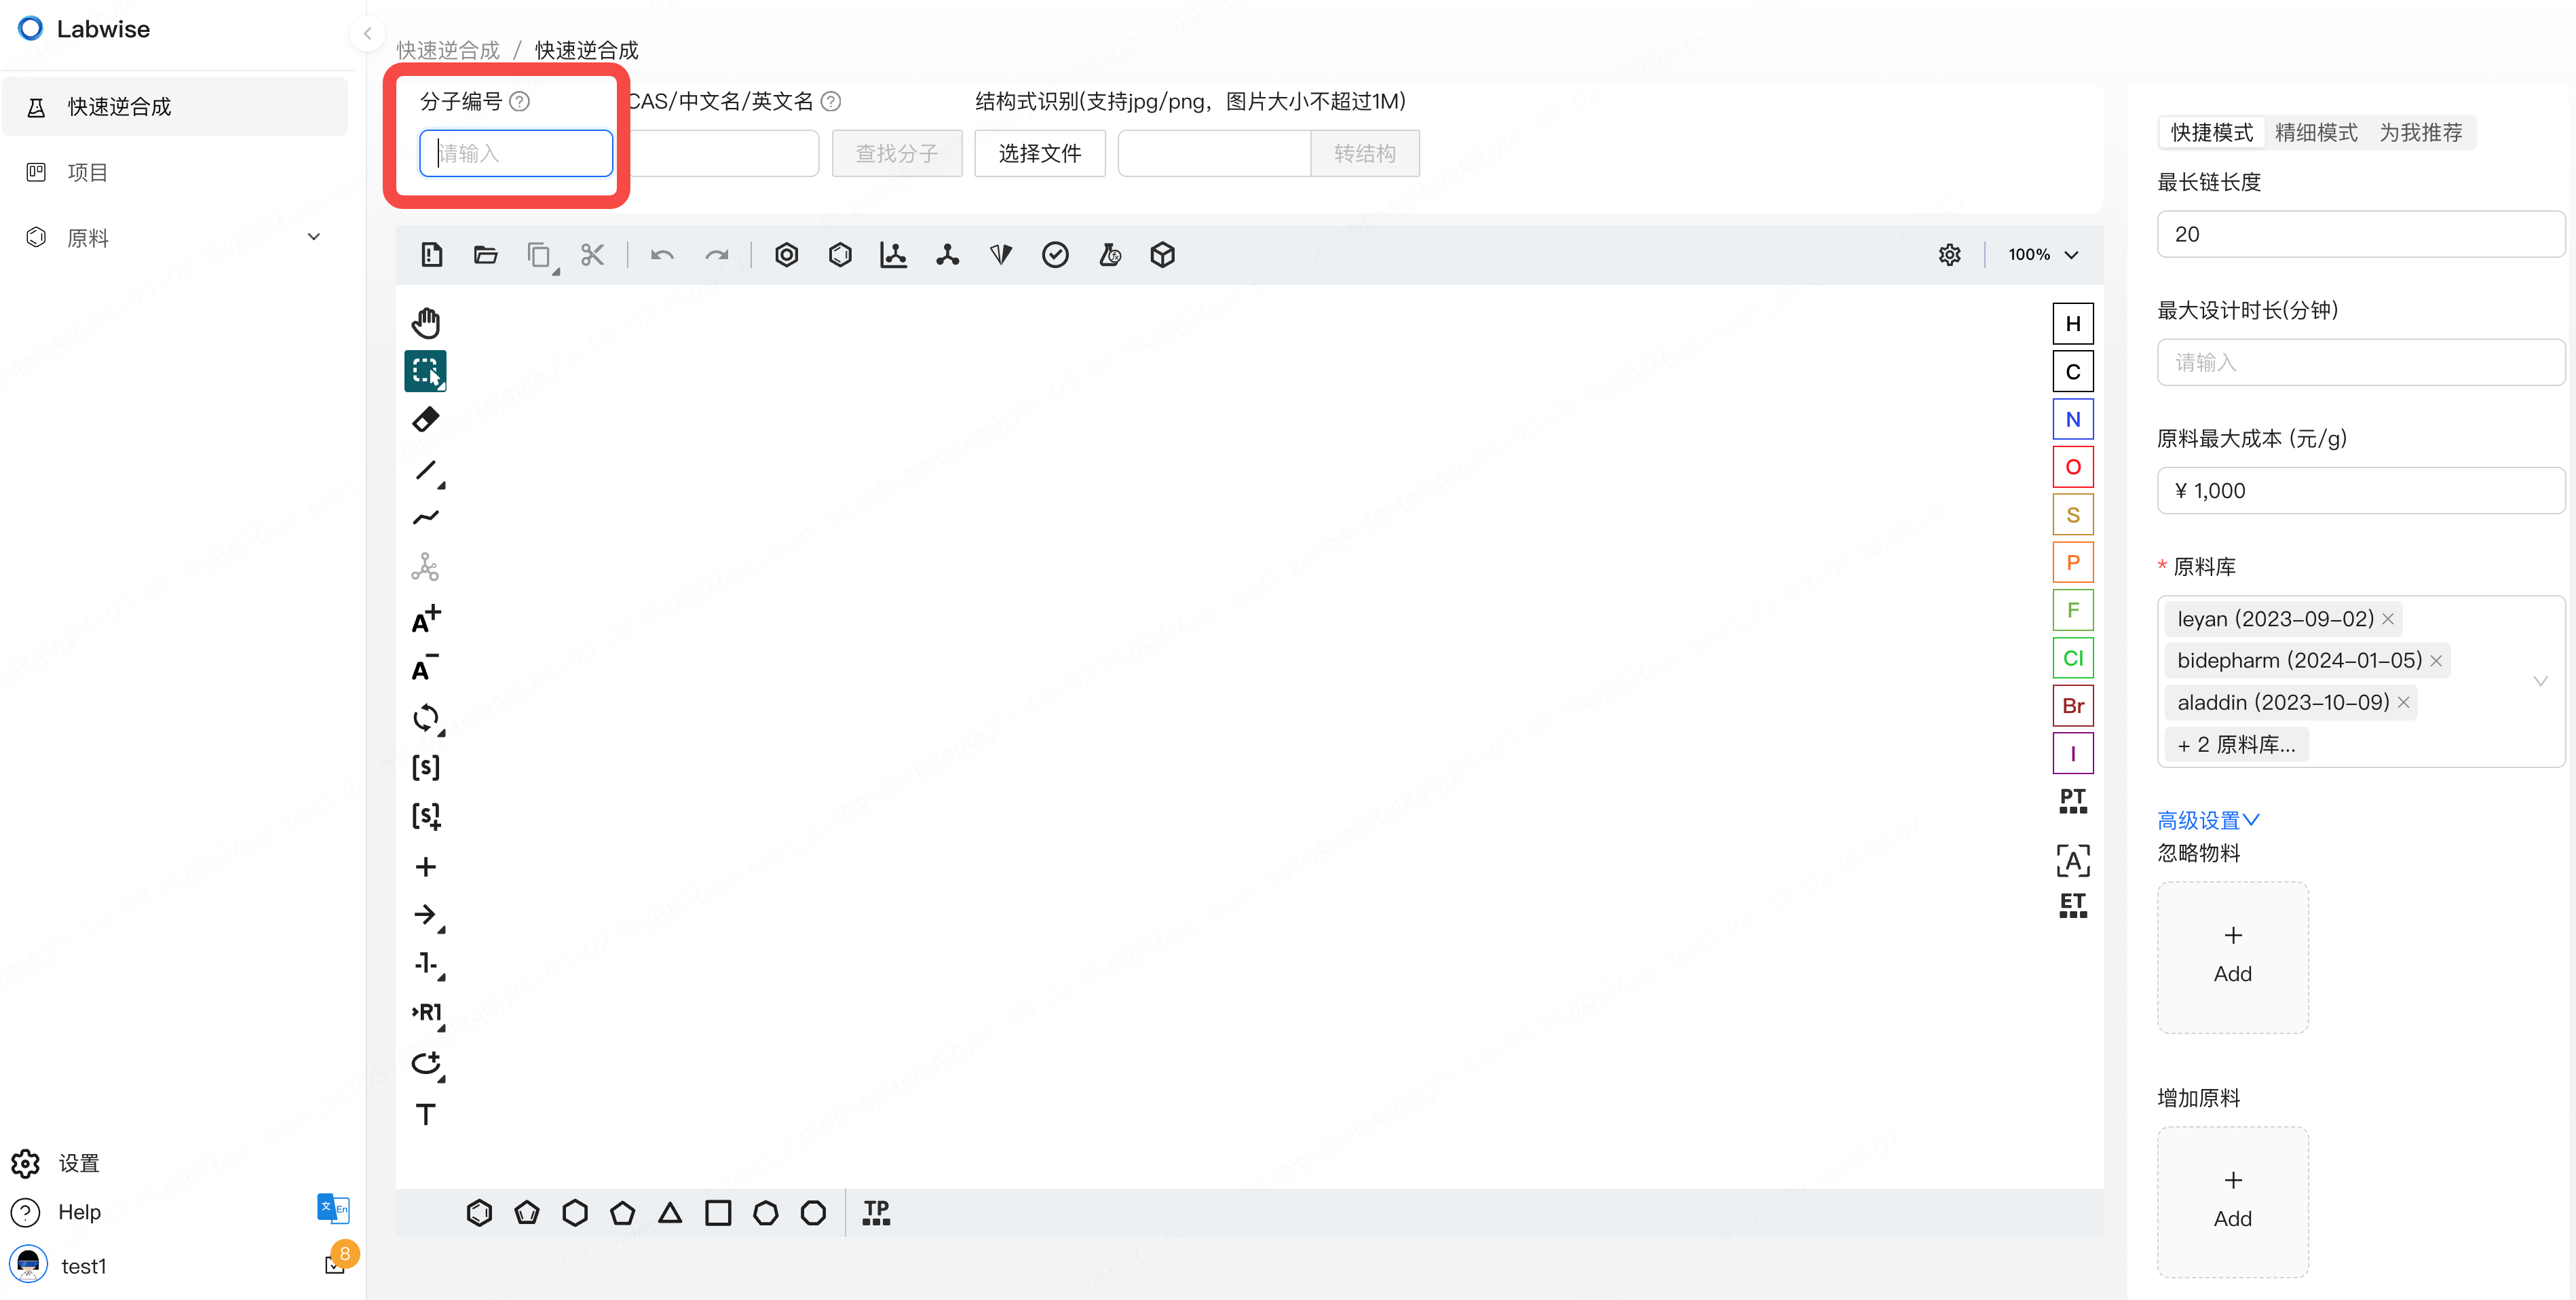 Labwise
快速逆合成
项目
原料
设置
Help
文 En
test1
8
快速逆合成 / 快速逆合成
分子编号 ?
CAS/中文名/英文名 ?
结构式识别(支持jpg/png，图片大小不超过1M)
请输入
查找分子
选择文件
转结构
100%
A+
A-
[S]
[S]+
-1-
R1
T
H
C
N
O
S
P
F
Cl
Br
I
PT
[A]
ET
TP
快捷模式 精细模式 为我推荐
最长链长度
20
最大设计时长(分钟)
请输入
原料最大成本 (元/g)
¥ 1,000
* 原料库
leyan (2023-09-02)
bidepharm (2024-01-05)
aladdin (2023-10-09)
+ 2 原料库...
高级设置
忽略物料
Add
增加原料
Add